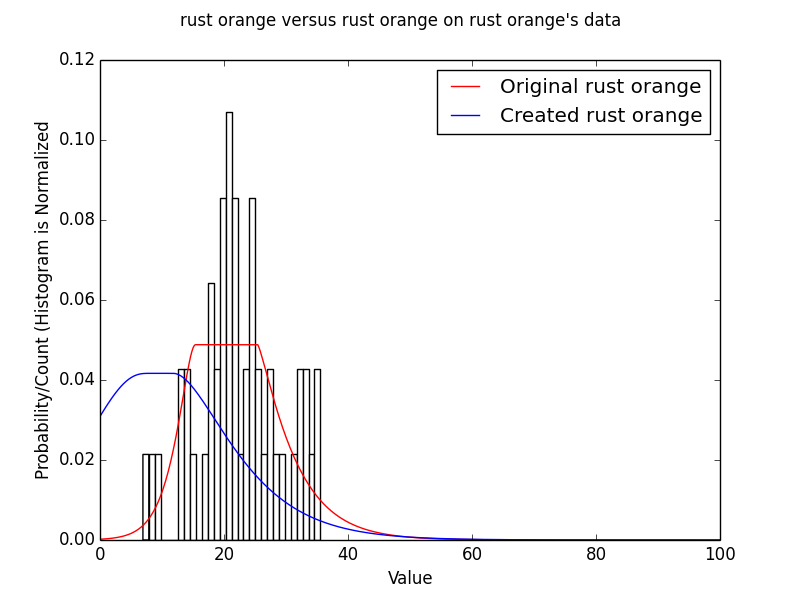 rust orange versus rust orange on rust orange's data
0.12
0.10
0.08
0.06
0.04
0.02
0.00
Probability/Count (Histogram is Normalized
Original rust orange
Created rust orange
0 20 40 60 80 100
Value